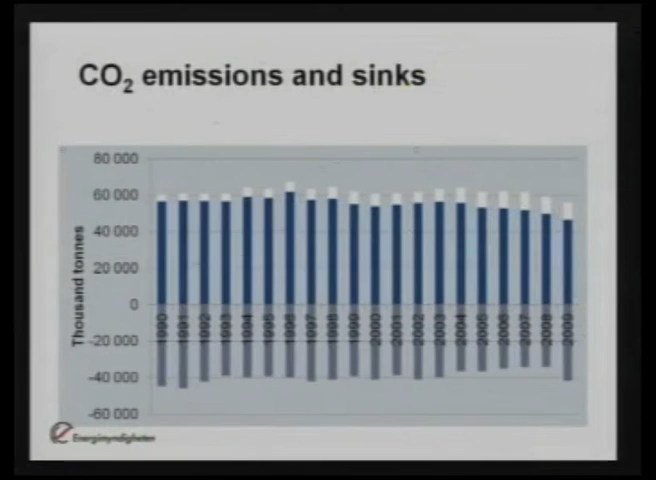 CO2 emissions and sinks
Thousand tonnes
80 000
60 000
40 000
20 000
0
-20 000
-40 000
-60 000
1990 1991 1992 1993 1994 1995 1996 1997 1998 1999 2000 2001 2002 2003 2004 2005 2006 2007 2008 2009
Energimyndigheten